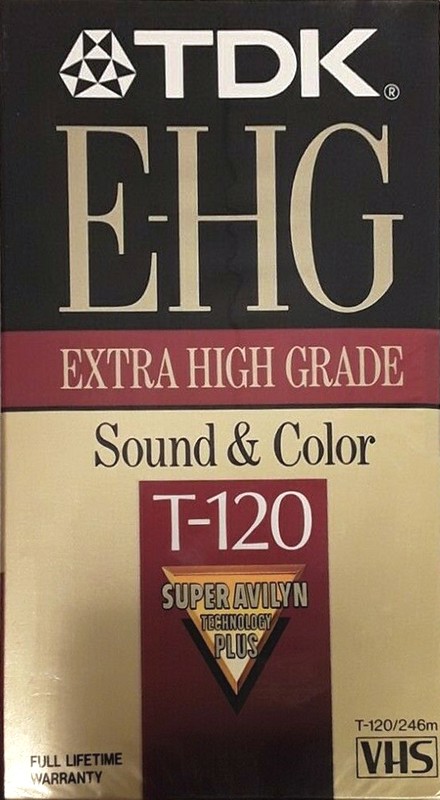 TDK®
E-HG
EXTRA HIGH GRADE
Sound & Color
T-120
SUPER AVILYN
TECHNOLOGY
PLUS
T-120/246m
VHS
FULL LIFETIME
WARRANTY